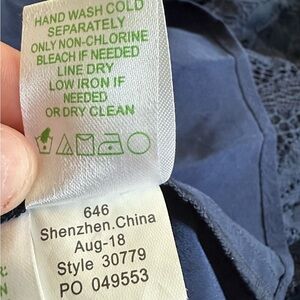 HAND WASH COLD
SEPARATELY
ONLY NON-CHLORINE
BLEACH IF NEEDED
LINE DRY
LOW IRON IF
NEEDED
OR DRY CLEAN
646
Shenzhen.China
Aug-18
Style 30779
PO 049553